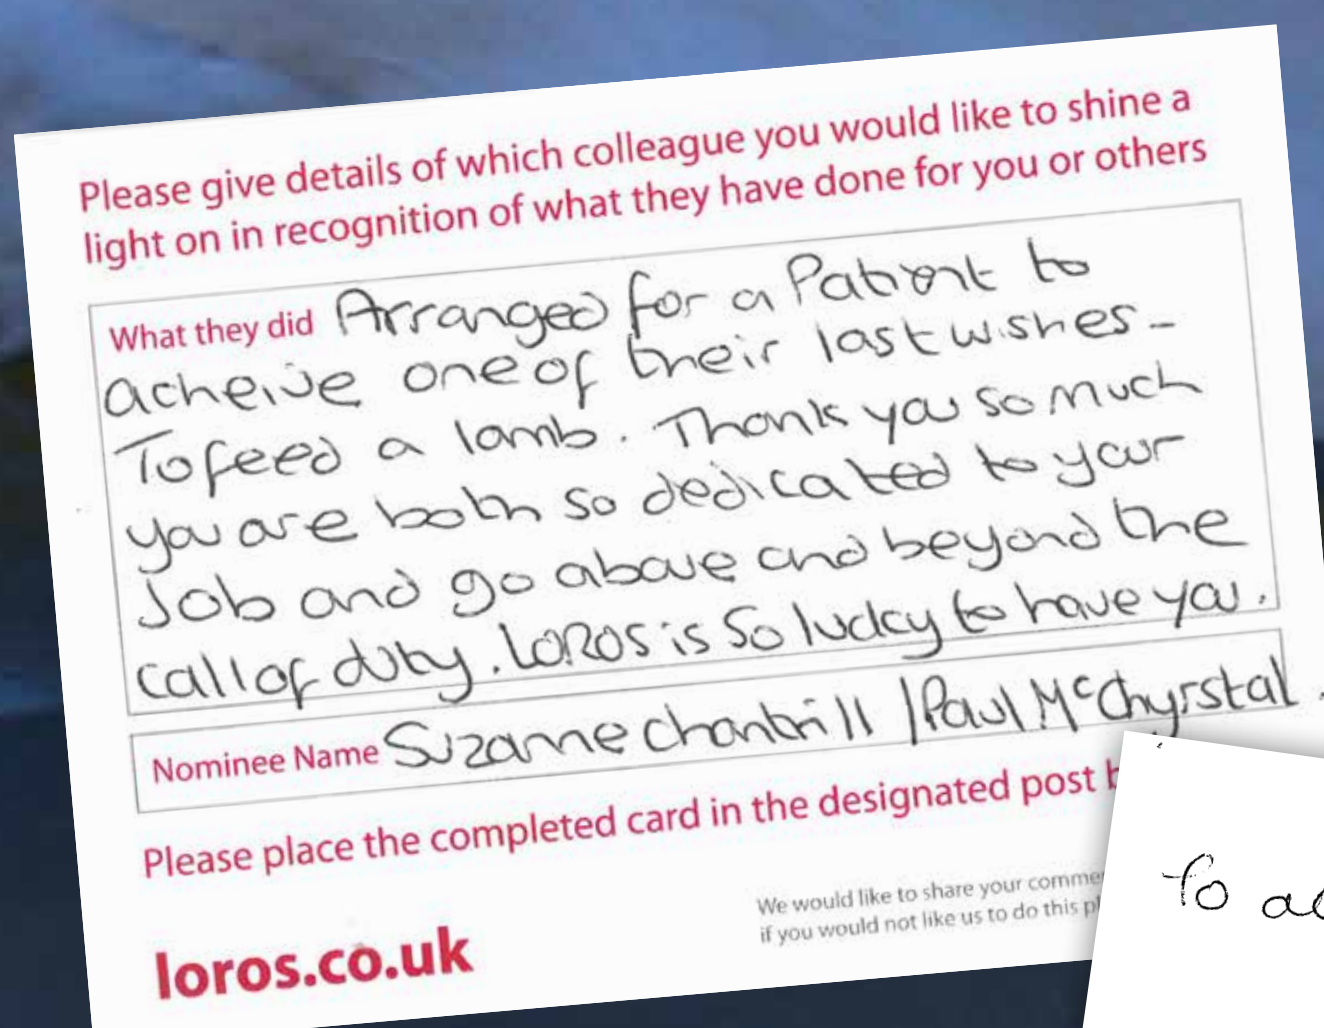 Please give details of which colleague you would like to shine a
light on in recognition of what they have done for you or others
What they did Arranged for a Patient to
acheive one of their last wishes -
To feed a lamb. Thank you so much
you are both so dedicated to your
Job and go above and beyond the
call of duty. LOROS is so lucky to have you.
Nominee Name Suzanne chantrill / Paul McChyrstal.
Please place the completed card in the designated post
We would like to share your
if you would not like us to do this
loros.co.uk
To